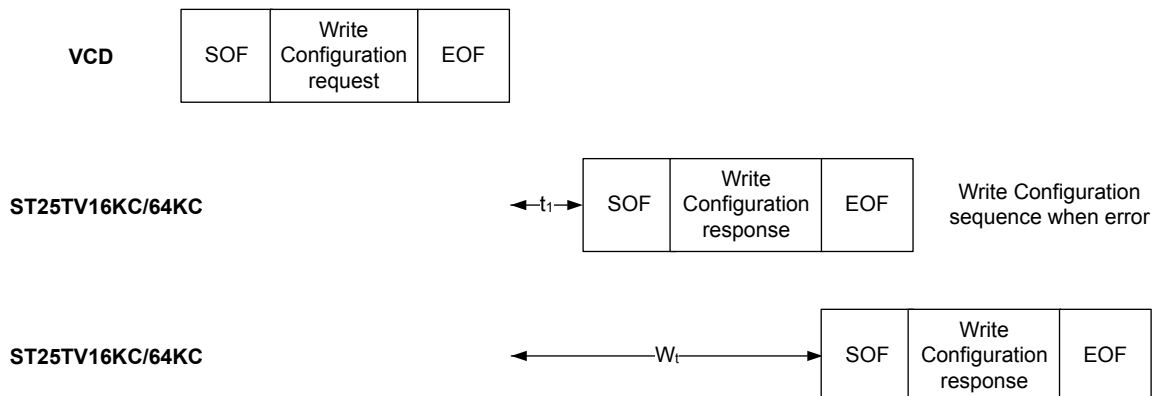 VCD
SOF
Write
Configuration
request
EOF
ST25TV16KC/64KC
t1
SOF
Write
Configuration
response
EOF
Write Configuration
sequence when error
ST25TV16KC/64KC
Wt
SOF
Write
Configuration
response
EOF